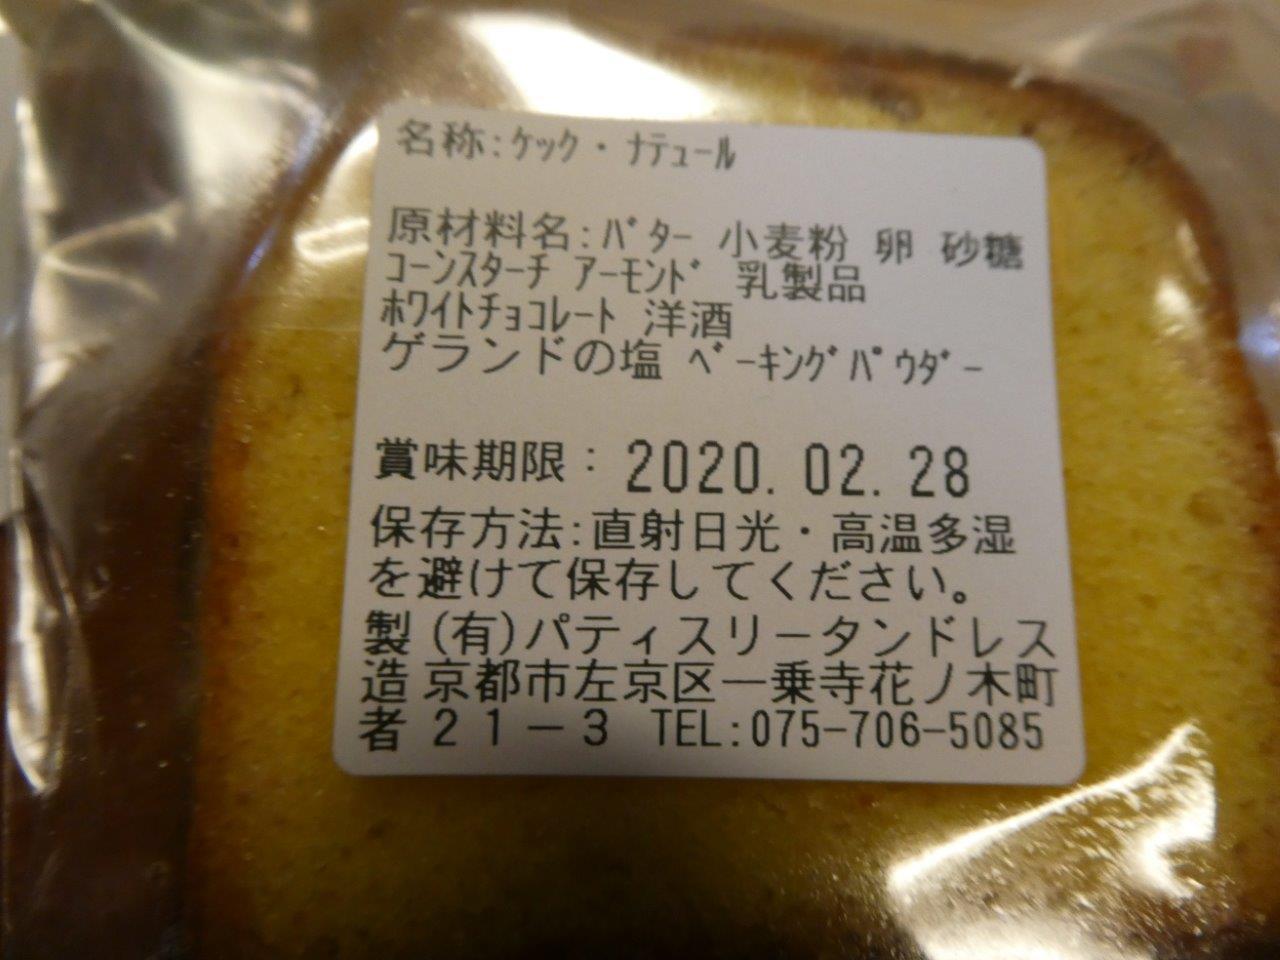 名称:ｹｯｸ・ﾅﾃｭｰﾙ
原材料名:ﾊﾞﾀｰ 小麦粉 卵 砂糖
ｺｰﾝｽﾀｰﾁ ｱｰﾓﾝﾄﾞ 乳製品
ﾎﾜｲﾄﾁｮｺﾚｰﾄ 洋酒
ゲランドの塩 ﾍﾞｰｷﾝｸﾞﾊﾟｳﾀﾞｰ
賞味期限: 2020. 02. 28
保存方法:直射日光・高温多湿
を避けて保存してください。
製 (有)パティスリータンドレス
造 京都市左京区一乗寺花ノ木町
者 ２１－３ TEL:075-706-5085